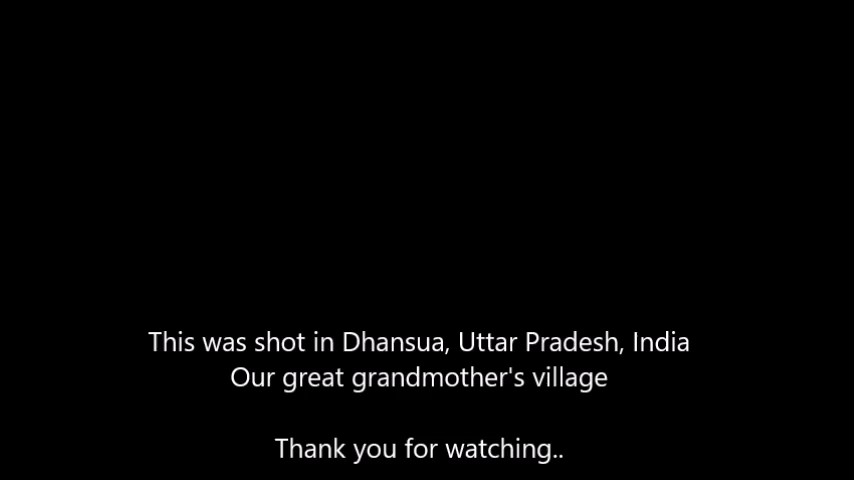 This was shot in Dhansua, Uttar Pradesh, India
Our great grandmother's village
Thank you for watching..